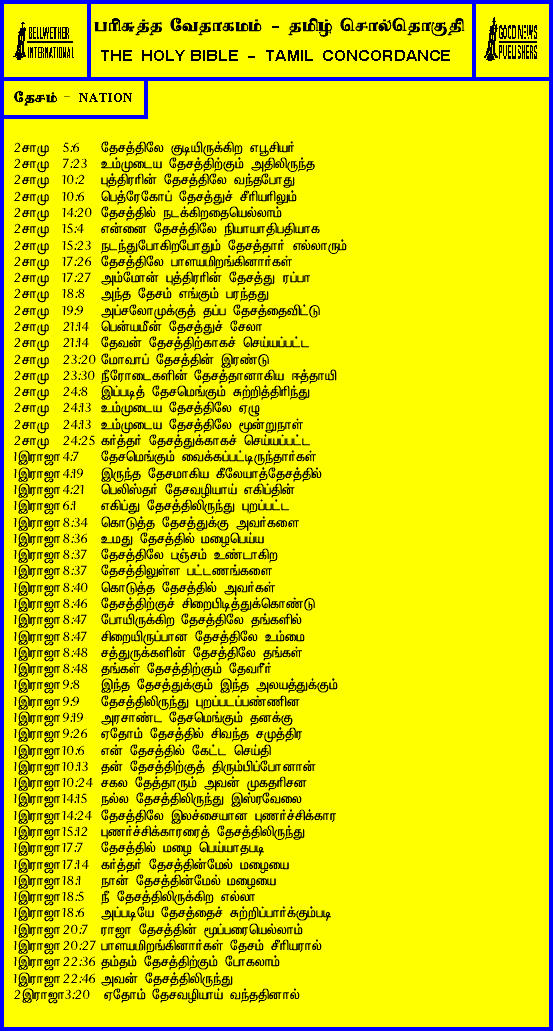 BELLWETHER
INTERNATIONAL
பரிசுத்த வேதாகமம் - தமிழ் சொல்தொகுதி
THE HOLY BIBLE - TAMIL CONCORDANCE
GOOD NEWS
PUBLISHERS
தேசம் - NATION
2சாமு 5:6 தேசத்திலே குடியிருக்கிற எபூசியர்
2சாமு 7:23 உம்முடைய தேசத்திற்கும் அதிலிருந்த
2சாமு 10:2 புத்திரரின் தேசத்திலே வந்தபோது
2சாமு 10:6 பெத்ரேகோப் தேசத்துச் சீரியரிலும்
2சாமு 14:20 தேசத்தில் நடக்கிறதையெல்லாம்
2சாமு 15:4 என்னை தேசத்திலே நியாயாதிபதியாக
2சாமு 15:23 நடந்துபோகிறபோதும் தேசத்தார் எல்லாரும்
2சாமு 17:26 தேசத்திலே பாளயமிறங்கினார்கள்
2சாமு 17:27 அம்மோன் புத்திரரின் தேசத்து ரப்பா
2சாமு 18:8 அந்த தேசம் எங்கும் பரந்தது
2சாமு 19:9 அப்சலோமுக்குத் தப்ப தேசத்தைவிட்டு
2சாமு 21:14 பென்யமீன் தேசத்துச் சேலா
2சாமு 21:14 தேவன் தேசத்திற்காகச் செய்யப்பட்ட
2சாமு 23:20 மோவாப் தேசத்தின் இரண்டு
2சாமு 23:30 நீரோடைகளின் தேசத்தானாகிய ஈத்தாயி
2சாமு 24:8 இப்படித் தேசமெங்கும் சுற்றித்திரிந்து
2சாமு 24:13 உம்முடைய தேசத்திலே ஏழு
2சாமு 24:13 உம்முடைய தேசத்திலே மூன்றுநாள்
2சாமு 24:25 கர்த்தர் தேசத்துக்காகச் செய்யப்பட்ட
1இராஜா 4:7 தேசமெங்கும் வைக்கப்பட்டிருந்தார்கள்
1இராஜா 4:19 இருந்த தேசமாகிய கீலேயாத்தேசத்தில்
1இராஜா 4:21 பெலிஸ்தர் தேசவழியாய் எகிப்தின்
1இராஜா 6:1 எகிப்து தேசத்திலிருந்து புறப்பட்ட
1இராஜா 8:34 கொடுத்த தேசத்துக்கு அவர்களை
1இராஜா 8:36 உமது தேசத்தில் மழைபெய்ய
1இராஜா 8:37 தேசத்திலே பஞ்சம் உண்டாகிற
1இராஜா 8:37 தேசத்திலுள்ள பட்டணங்களை
1இராஜா 8:40 கொடுத்த தேசத்தில் அவர்கள்
1இராஜா 8:46 தேசத்திற்குச் சிறைபிடித்துக்கொண்டு
1இராஜா 8:47 போயிருக்கிற தேசத்திலே தங்களில்
1இராஜா 8:47 சிறையிருப்பான தேசத்திலே உம்மை
1இராஜா 8:48 சத்துருக்களின் தேசத்திலே தங்கள்
1இராஜா 8:48 தங்கள் தேசத்திற்கும் தேவரீர்
1இராஜா 9:8 இந்த தேசத்துக்கும் இந்த அலயத்துக்கும்
1இராஜா 9:9 தேசத்திலிருந்து புறப்படப்பண்ணின
1இராஜா 9:19 அரசாண்ட தேசமெங்கும் தனக்கு
1இராஜா 9:26 ஏதோம் தேசத்தில் சிவந்த சமுத்திர
1இராஜா 10:6 என் தேசத்தில் கேட்ட செய்தி
1இராஜா 10:13 தன் தேசத்திற்குத் திரும்பிப்போனான்
1இராஜா 10:24 சகல தேத்தாரும் அவன் முகதரிசன
1இராஜா 14:15 நல்ல தேசத்திலிருந்து இஸ்ரவேலை
1இராஜா 14:24 தேசத்திலே இலச்சையான புணர்ச்சிக்கார
1இராஜா 15:12 புணர்ச்சிக்காரரைத் தேசத்திலிருந்து
1இராஜா 17:7 தேசத்தில் மழை பெய்யாதபடி
1இராஜா 17:14 கர்த்தர் தேசத்தின்மேல் மழையை
1இராஜா 18:1 நான் தேசத்தின்மேல் மழையை
1இராஜா 18:5 நீ தேசத்திலிருக்கிற எல்லா
1இராஜா 18:6 அப்படியே தேசத்தைச் சுற்றிப்பார்க்கும்படி
1இராஜா 20:7 ராஜா தேசத்தின் மூப்பரையெல்லாம்
1இராஜா 20:27 பாளயமிறங்கினார்கள் தேசம் சீரியரால்
1இராஜா 22:36 தம்தம் தேசத்திற்கும் போகலாம்
1இராஜா 22:46 அவன் தேசத்திலிருந்து
2இராஜா 3:20 ஏதோம் தேசவழியாய் வந்ததினால்